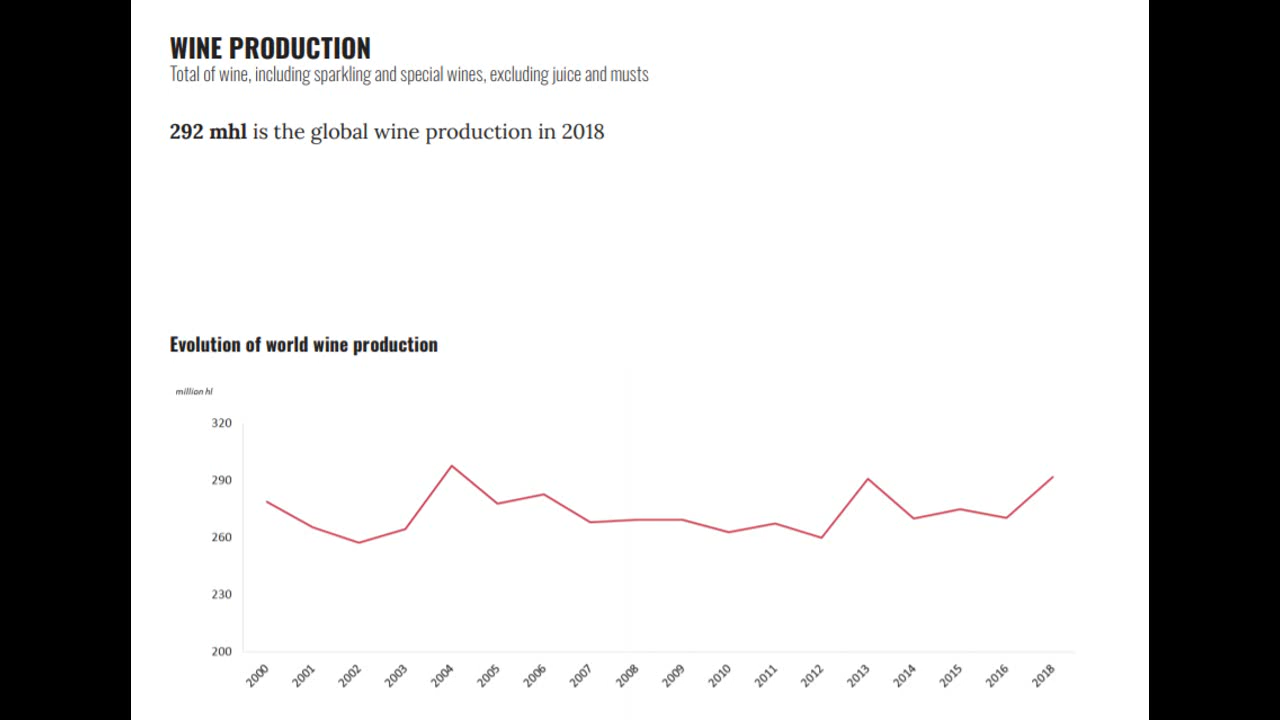 WINE PRODUCTION
Total of wine, including sparkling and special wines, excluding juice and musts
292 mhl is the global wine production in 2018
Evolution of world wine production
million hl
320
290
260
230
200
2000 2001 2002 2003 2004 2005 2006 2007 2008 2009 2010 2011 2012 2013 2014 2015 2016 2018